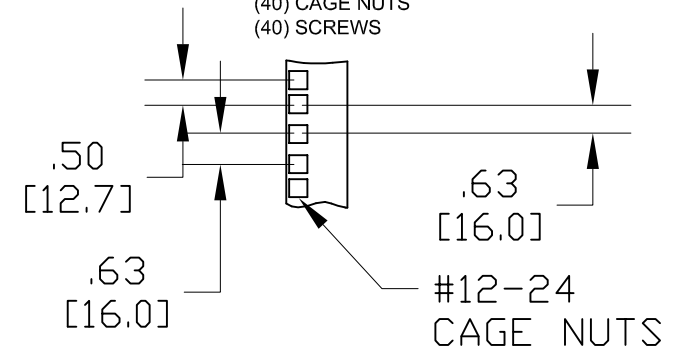 (40) CAGE NUTS
(40) SCREWS
.50
[12.7]
.63
[16.0]
.63
[16.0]
#12-24
CAGE NUTS